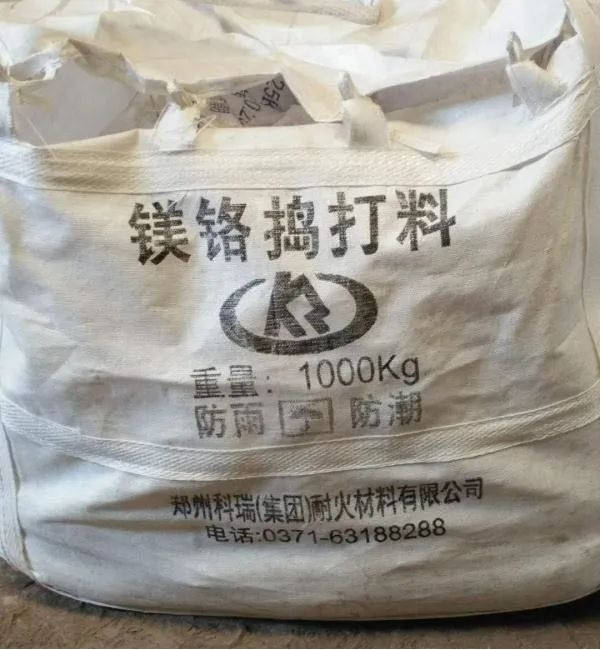 镁铬捣打料
重量: 1000Kg
防雨 防潮
郑州科瑞(集团)耐火材料有限公司
电话:0371-63188288